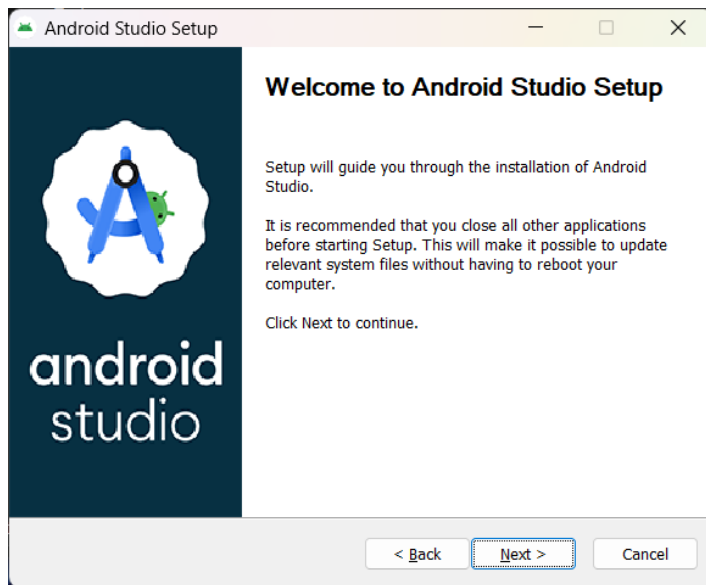 Android Studio Setup
Welcome to Android Studio Setup
Setup will guide you through the installation of Android
Studio.
It is recommended that you close all other applications
before starting Setup. This will make it possible to update
relevant system files without having to reboot your
computer.
Click Next to continue.
android
studio
< Back
Next >
Cancel